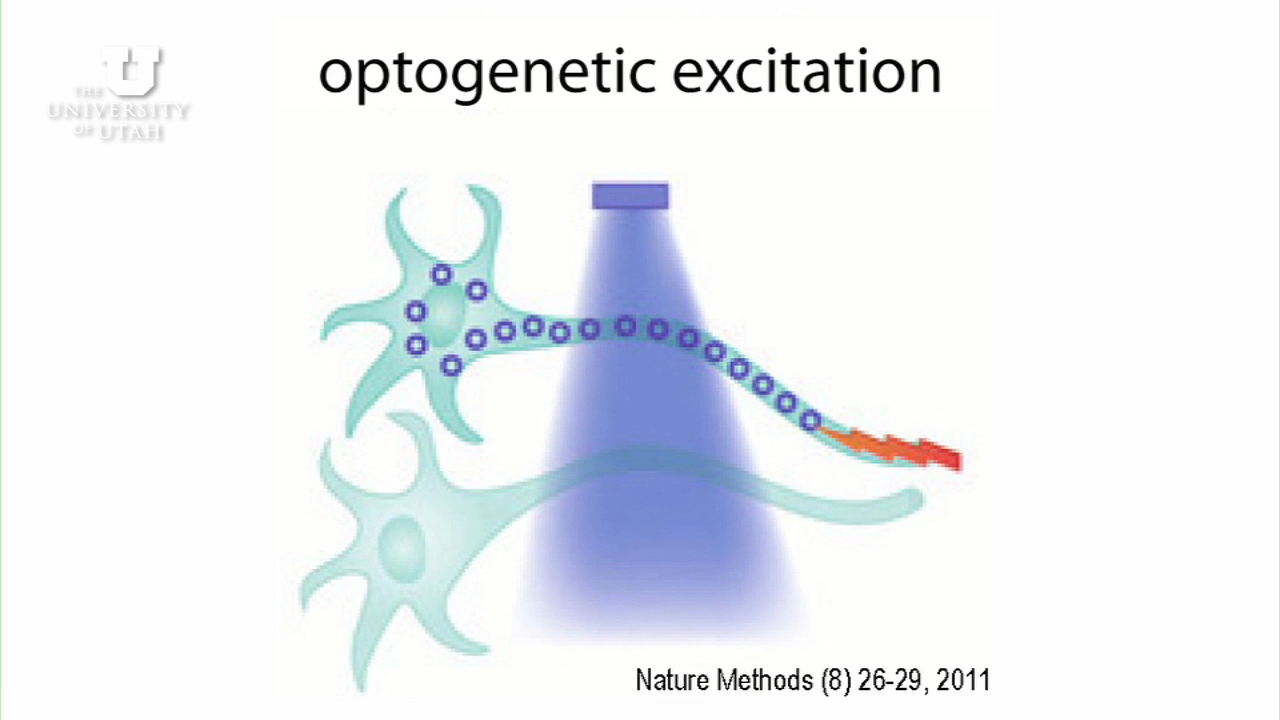 optogenetic excitation
U
THE
UNIVERSITY
OF UTAH
Nature Methods (8) 26-29, 2011